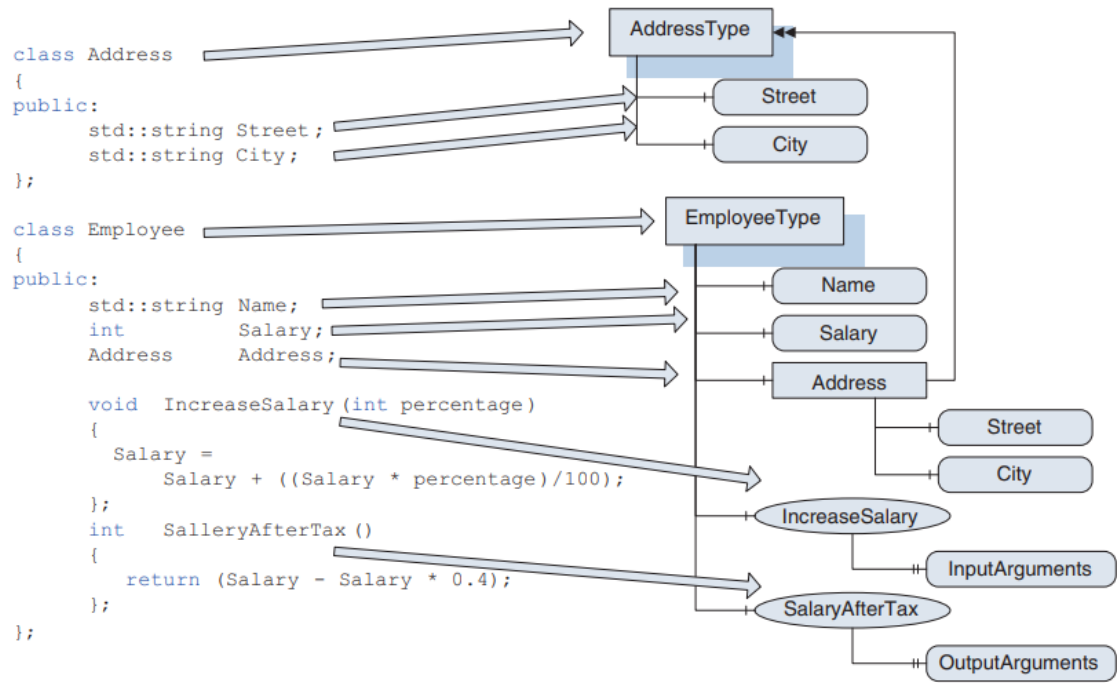 class Address
{
public:
std::string Street;
std::string City;
};
class Employee
{
public:
std::string Name;
int Salary;
Address Address;
void IncreaseSalary(int percentage)
{
Salary =
Salary + ((Salary * percentage)/100);
};
int SalleryAfterTax()
{
return (Salary - Salary * 0.4);
};
};
AddressType
Street
City
EmployeeType
Name
Salary
Address
Street
City
IncreaseSalary
InputArguments
SalaryAfterTax
OutputArguments